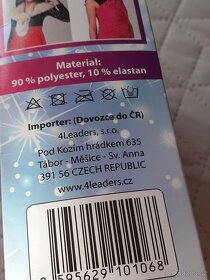 Material:
90 % polyester, 10 % elastan
Importer: (Dovozce do ČR)
4Leaders, s.r.o.
Pod Kozím hrádkem 635
Tábor - Měšice - Sv. Anna
391 56 CZECH REPUBLIC
www.4leaders.cz
8 595629 101068